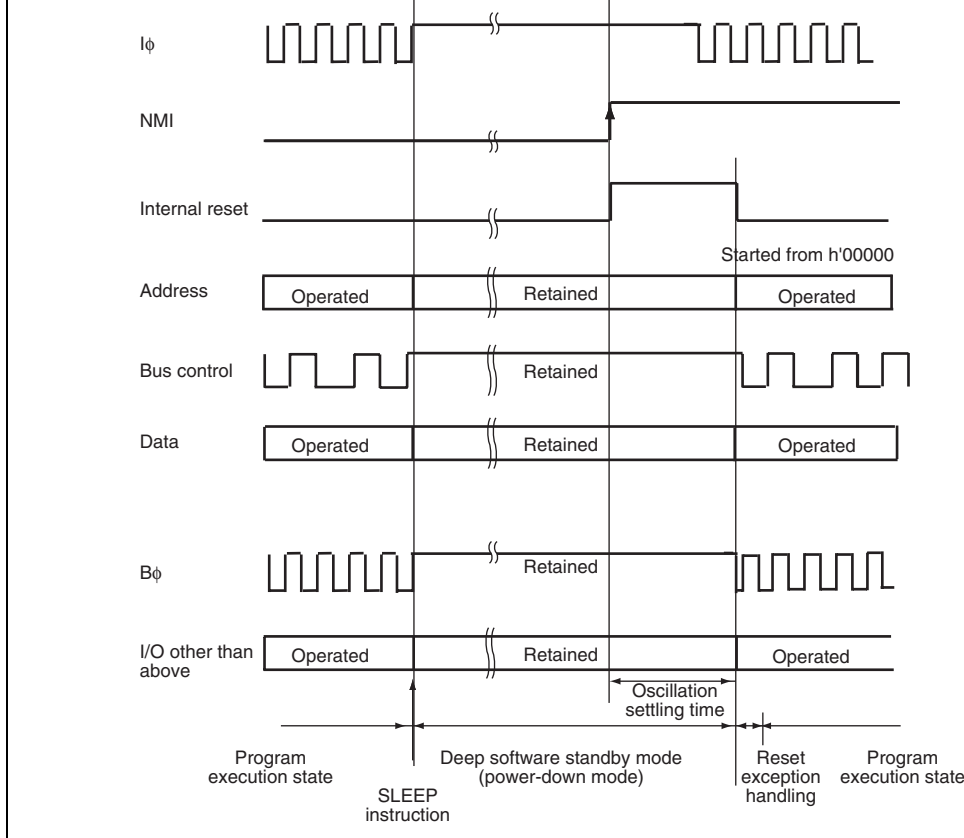 Iϕ
NMI
Internal reset
Started from h'00000
Address
Operated
Retained
Operated
Bus control
Retained
Data
Operated
Retained
Operated
Bϕ
Retained
I/O other than
above
Operated
Retained
Operated
Oscillation
settling time
Program
execution state
Deep software standby mode
(power-down mode)
Reset
exception
handling
Program
execution state
SLEEP
instruction